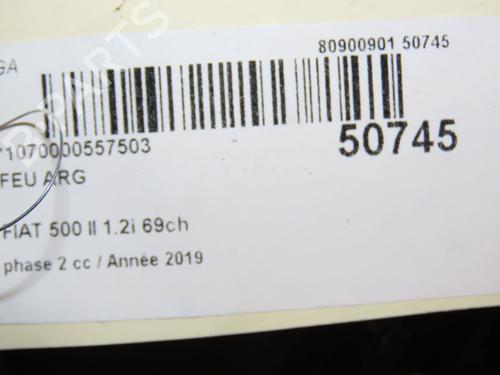 GA
80900901 50745
1070000557503
50745
FEU ARG
FIAT 500 II 1.2i 69ch
phase 2 cc / Année 2019